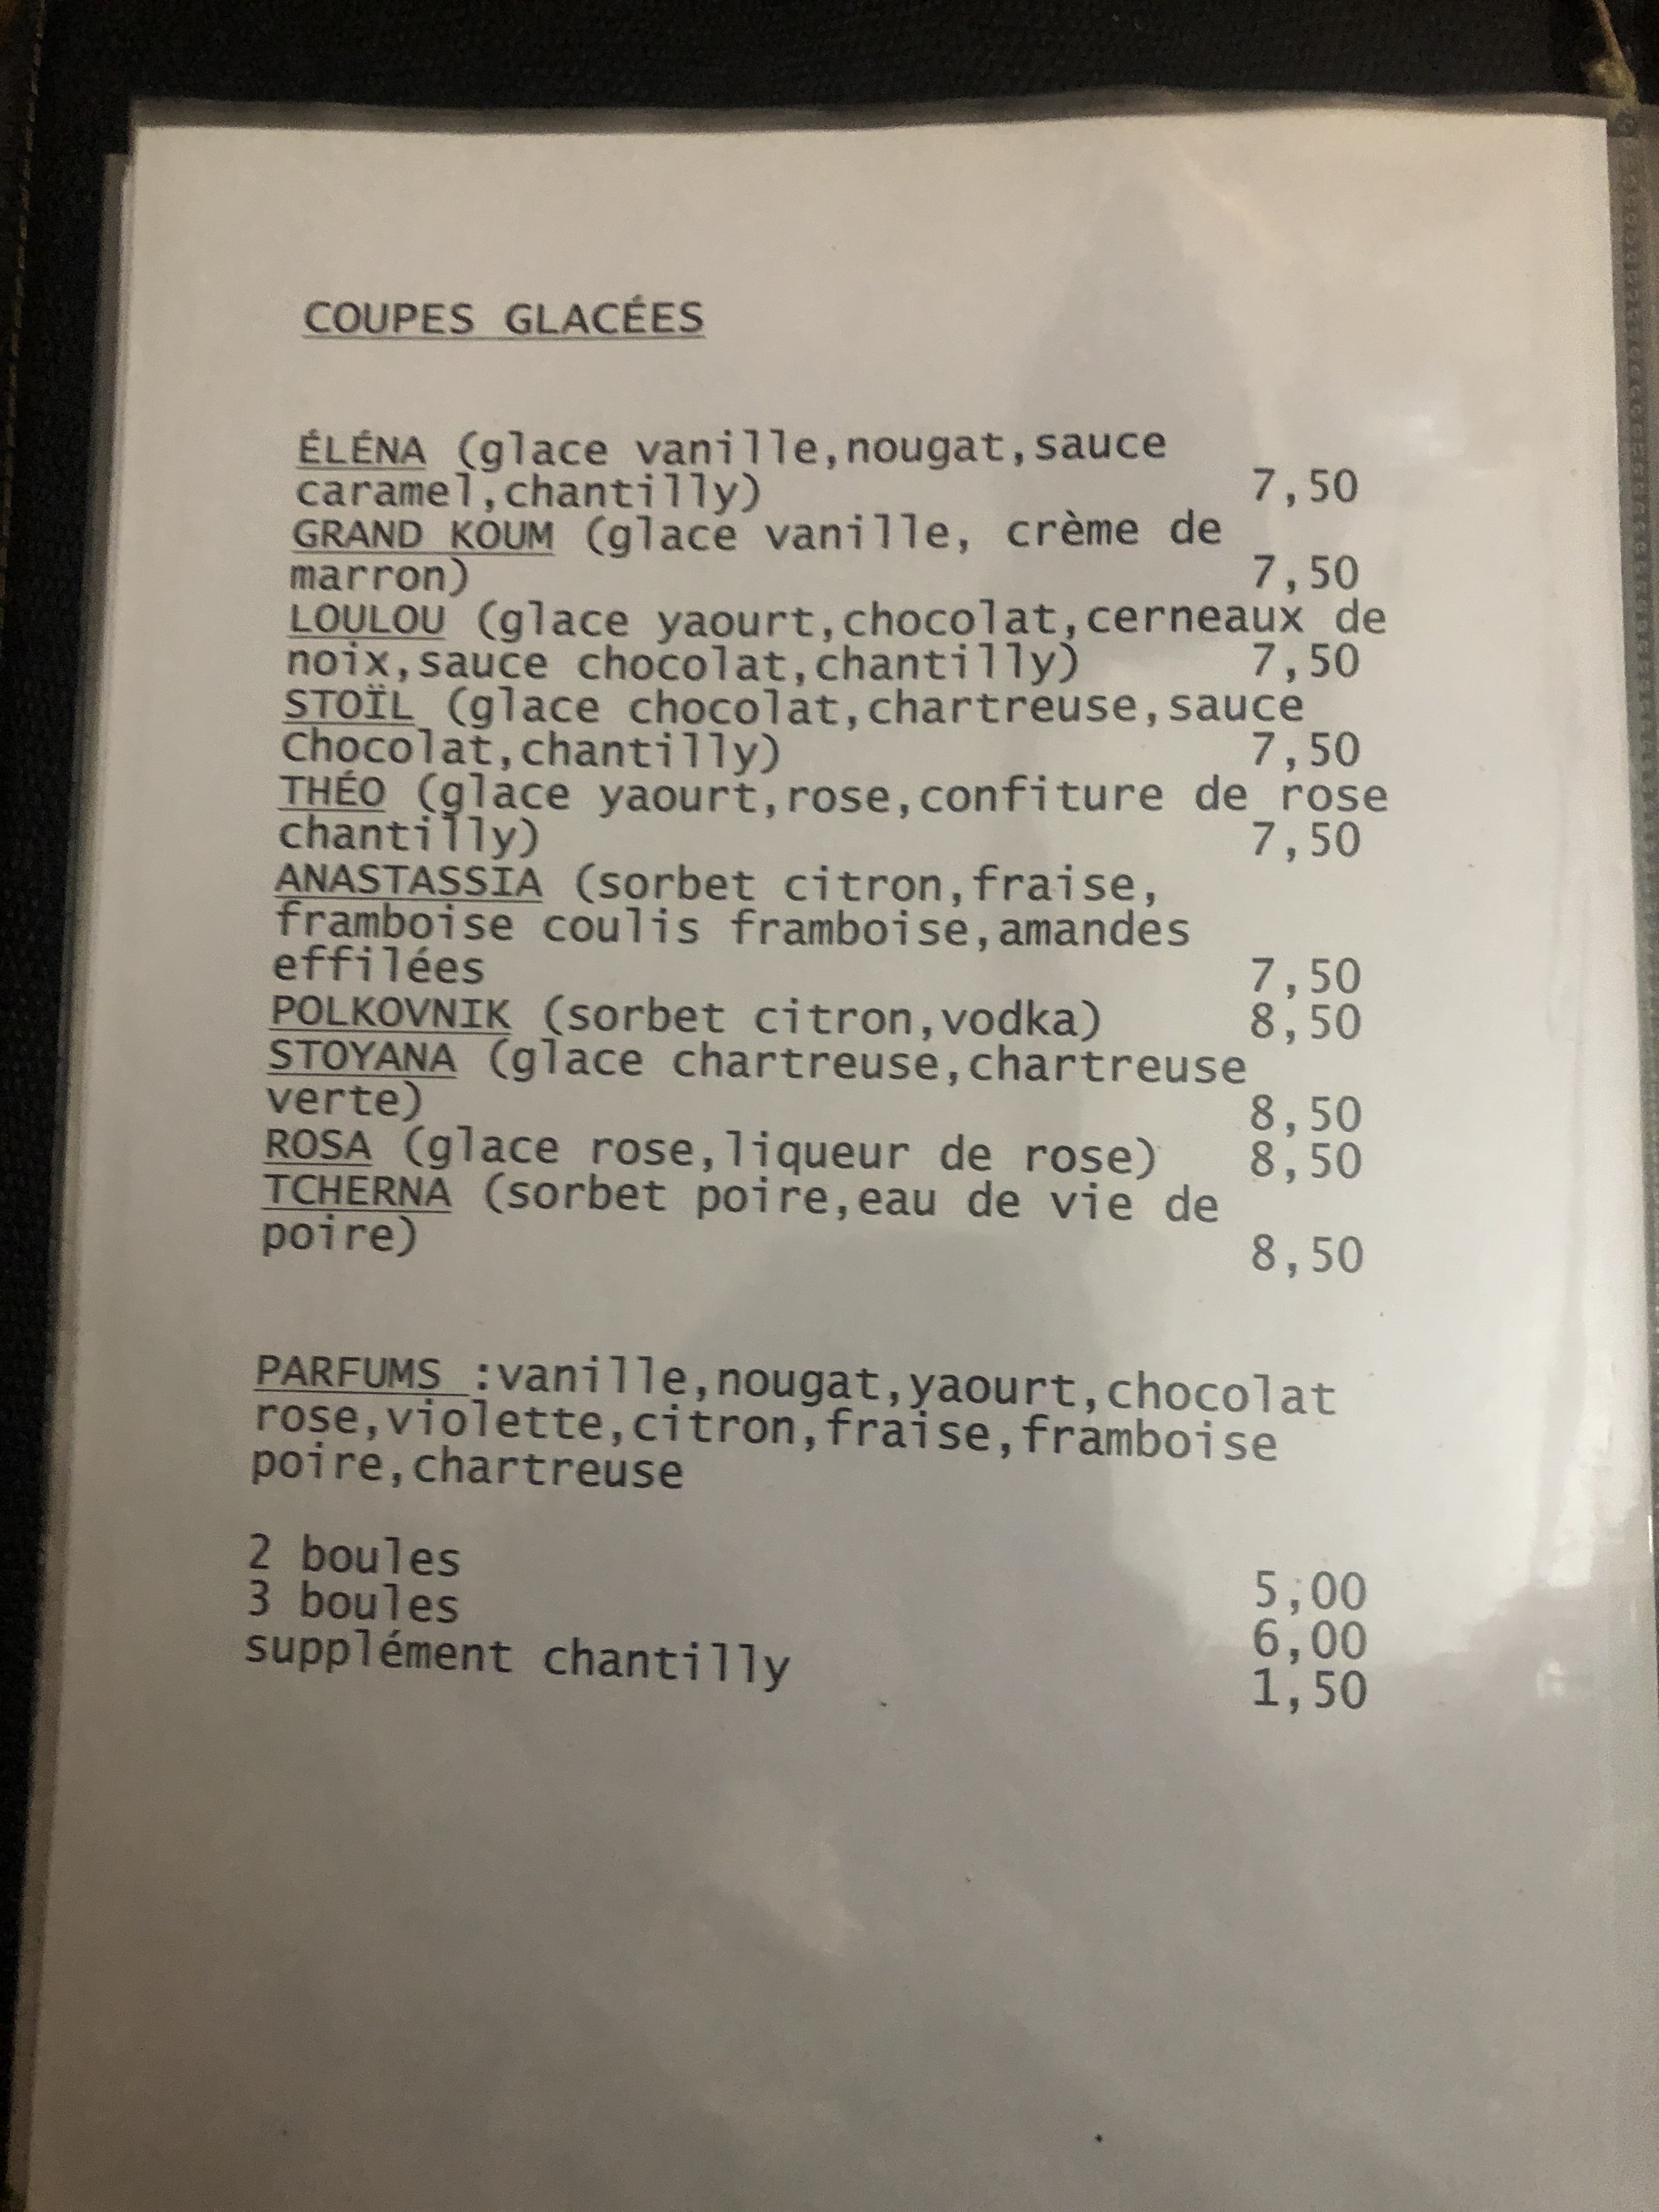 COUPES GLACÉES
ÉLÉNA (glace vanille,nougat,sauce
caramel,chantilly) 7,50
GRAND KOUM (glace vanille, crème de
marron) 7,50
LOULOU (glace yaourt,chocolat,cerneaux de
noix,sauce chocolat,chantilly) 7,50
STOÏL (glace chocolat,chartreuse,sauce
Chocolat,chantilly) 7,50
THÉO (glace yaourt,rose,confiture de rose
chantilly) 7,50
ANASTASSIA (sorbet citron,fraise,
framboise coulis framboise,amandes
effilées 7,50
POLKOVNIK (sorbet citron,vodka) 8,50
STOYANA (glace chartreuse,chartreuse
verte) 8,50
ROSA (glace rose,liqueur de rose) 8,50
TCHERNA (sorbet poire,eau de vie de
poire) 8,50
PARFUMS :vanille,nougat,yaourt,chocolat
rose,violette,citron,fraise,framboise
poire,chartreuse
2 boules 5,00
3 boules 6,00
supplément chantilly 1,50